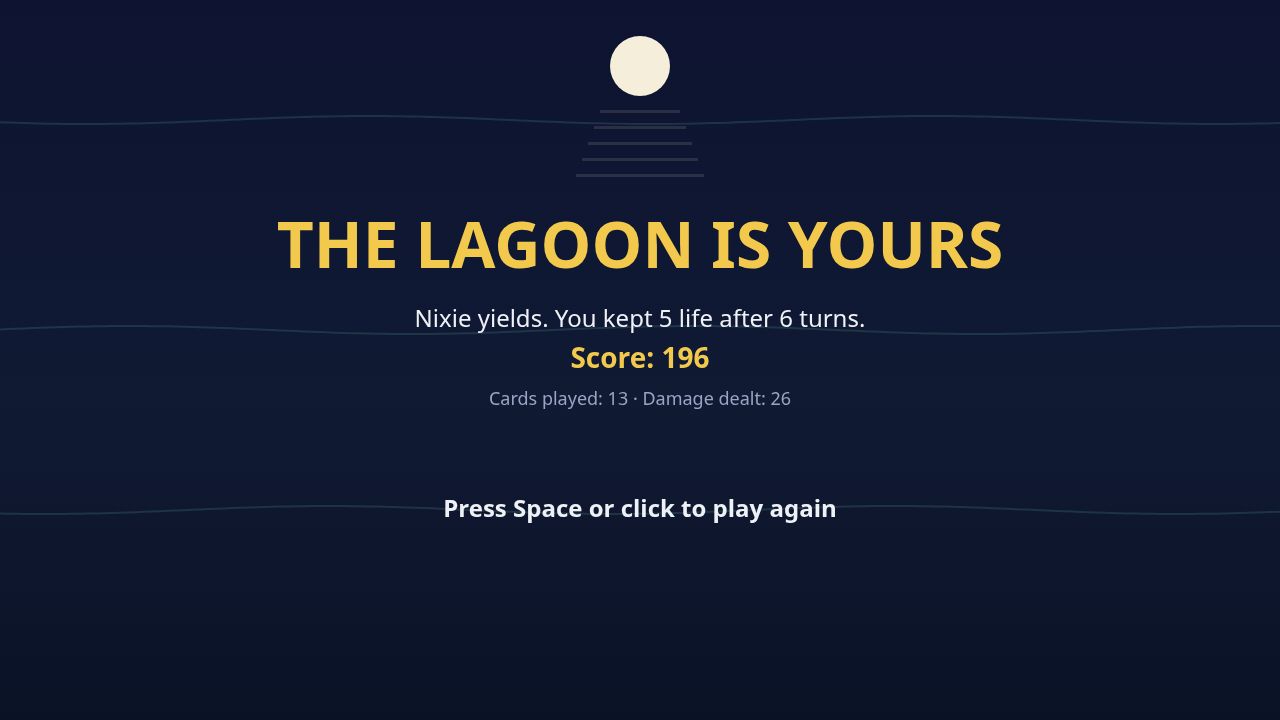 THE LAGOON IS YOURS
Nixie yields. You kept 5 life after 6 turns.
Score: 196
Cards played: 13 · Damage dealt: 26
Press Space or click to play again